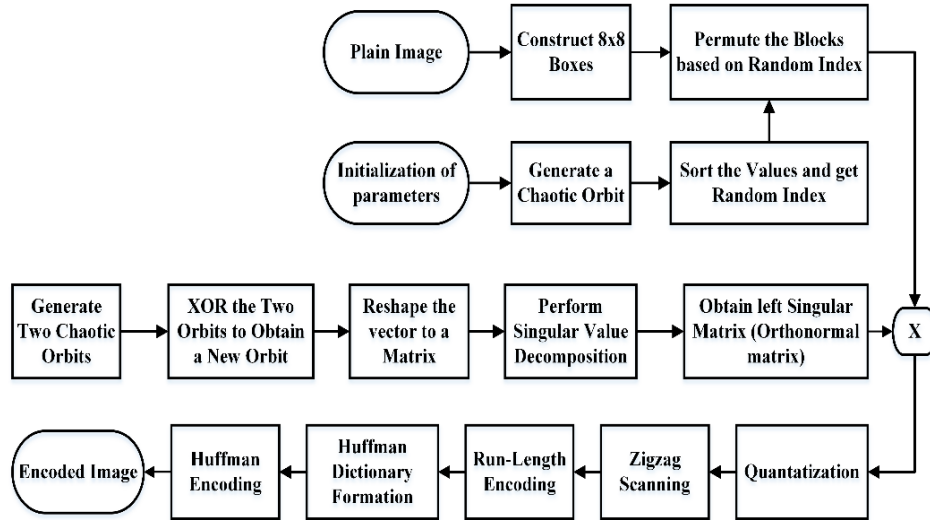 Plain Image
Construct 8x8
Boxes
Permute the Blocks
based on Random Index
Initialization of
parameters
Generate a
Chaotic Orbit
Sort the Values and get
Random Index
Generate
Two Chaotic
Orbits
XOR the Two
Orbits to Obtain
a New Orbit
Reshape the
vector to a
Matrix
Perform
Singular Value
Decomposition
Obtain left Singular
Matrix (Orthonormal
matrix)
X
Encoded Image
Huffman
Encoding
Huffman
Dictionary
Formation
Run-Length
Encoding
Zigzag
Scanning
Quantatization